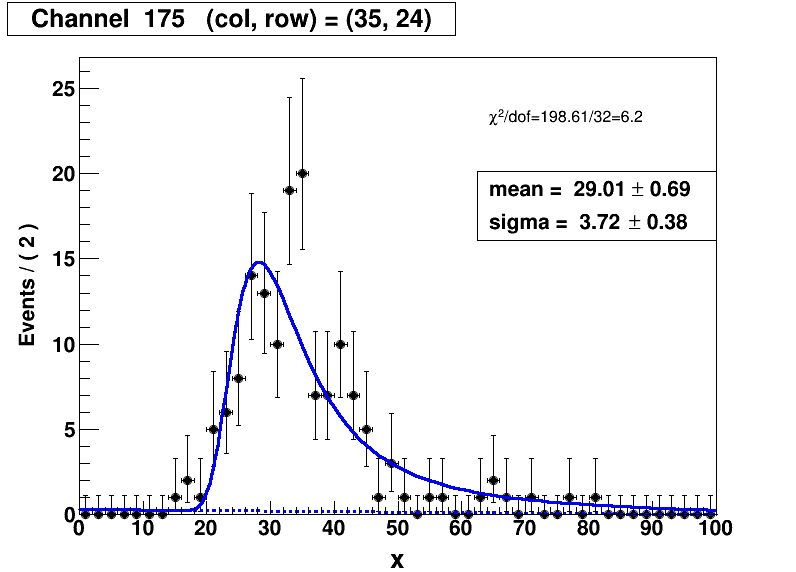 Channel 175 (col, row) = (35, 24)
χ²/dof=198.61/32=6.2
mean = 29.01 ± 0.69
sigma = 3.72 ± 0.38
Events / ( 2 )
25
20
15
10
5
0
0 10 20 30 40 50 60 70 80 90 100
x